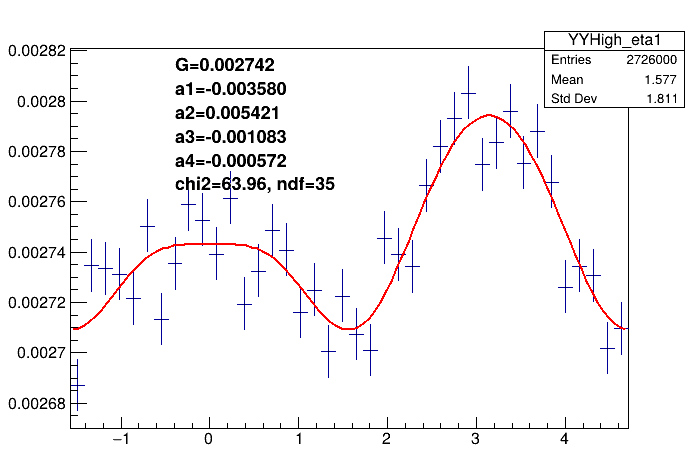 YYHigh_eta1
Entries 2726000
Mean 1.577
Std Dev 1.811
G=0.002742
a1=-0.003580
a2=0.005421
a3=-0.001083
a4=-0.000572
chi2=63.96, ndf=35
0.00282
0.0028
0.00278
0.00276
0.00274
0.00272
0.0027
0.00268
−1 0 1 2 3 4